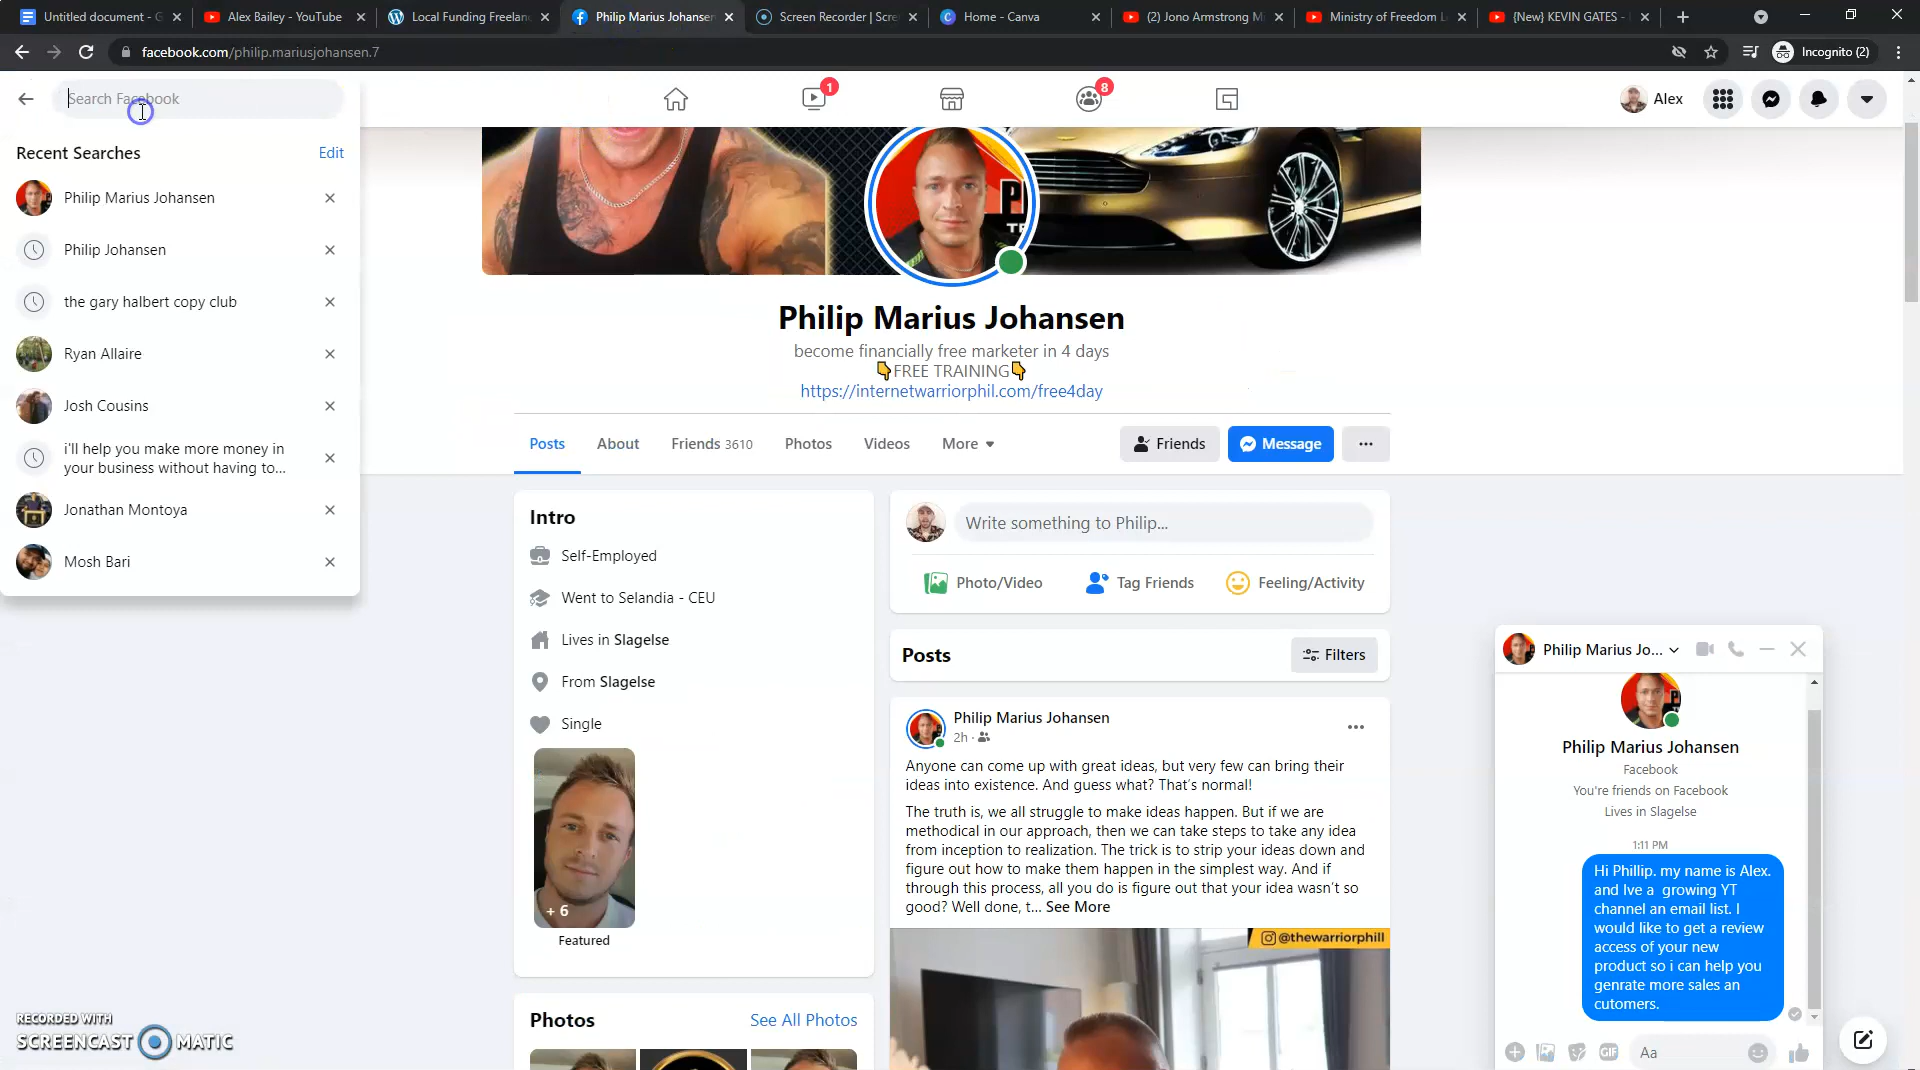 Untitled document - G
Alex Bailey - YouTube
Local Funding Freelan
Philip Marius Johansen
Screen Recorder | Scre
Home - Canva
(2) Jono Armstrong M
Ministry of Freedom L
{New} KEVIN GATES -
facebook.com/philip.mariusjohansen.7
Incognito (2)
Search Facebook
1
8
Alex
Recent Searches
Edit
Philip Marius Johansen
Philip Johansen
the gary halbert copy club
Ryan Allaire
Josh Cousins
i'll help you make more money in
your business without having to...
Jonathan Montoya
Mosh Bari
Philip Marius Johansen
become financially free marketer in 4 days
👇FREE TRAINING👇
https://internetwarriorphil.com/free4day
Posts
About
Friends 3610
Photos
Videos
More
Friends
Message
Intro
Self-Employed
Went to Selandia - CEU
Lives in Slagelse
From Slagelse
Single
+ 6
Featured
Photos
See All Photos
Write something to Philip...
Photo/Video
Tag Friends
Feeling/Activity
Posts
Filters
Philip Marius Johansen
2h ·
Anyone can come up with great ideas, but very few can bring their
ideas into existence. And guess what? That's normal!
The truth is, we all struggle to make ideas happen. But if we are
methodical in our approach, then we can take steps to take any idea
from inception to realization. The trick is to strip your ideas down and
figure out how to make them happen in the simplest way. And if
through this process, all you do is figure out that your idea wasn't so
good? Well done, t... See More
@thewarriorphill
Philip Marius Jo...
Philip Marius Johansen
Facebook
You're friends on Facebook
Lives in Slagelse
1:11 PM
Hi Phillip. my name is Alex.
and Ive a growing YT
channel an email list. I
would like to get a review
access of your new
product so i can help you
genrate more sales an
cutomers.
GIF
Aa
RECORDED WITH
SCREENCAST MATIC